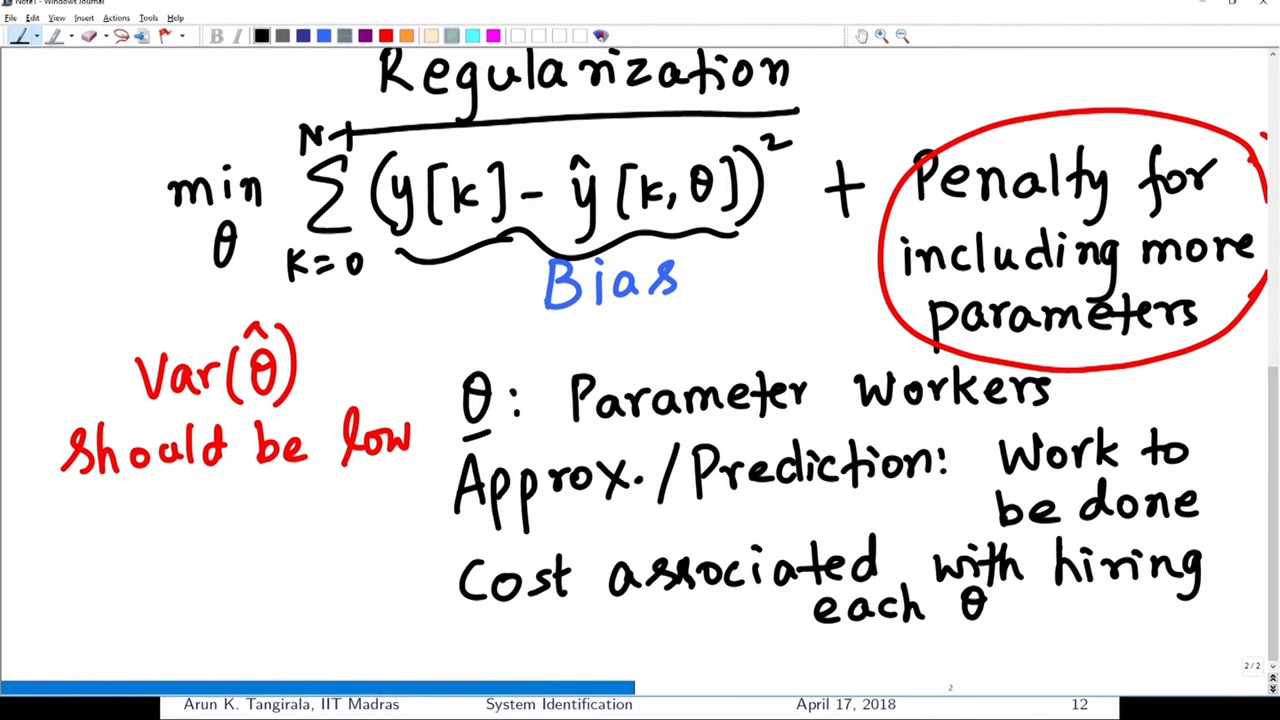 Note1 - Windows Journal
File Edit View Insert Actions Tools Help
B I
Regularization
min θ N-1 ∑ K=0 (y[k] - ŷ[k,θ])² + Penalty for
including more
parameters
Bias
Var(θ̂)
should be low
θ: Parameter Workers
Approx./Prediction: Work to
be done
Cost associated with hiring
each θ
2/2
2
Arun K. Tangirala, IIT Madras System Identification April 17, 2018 12